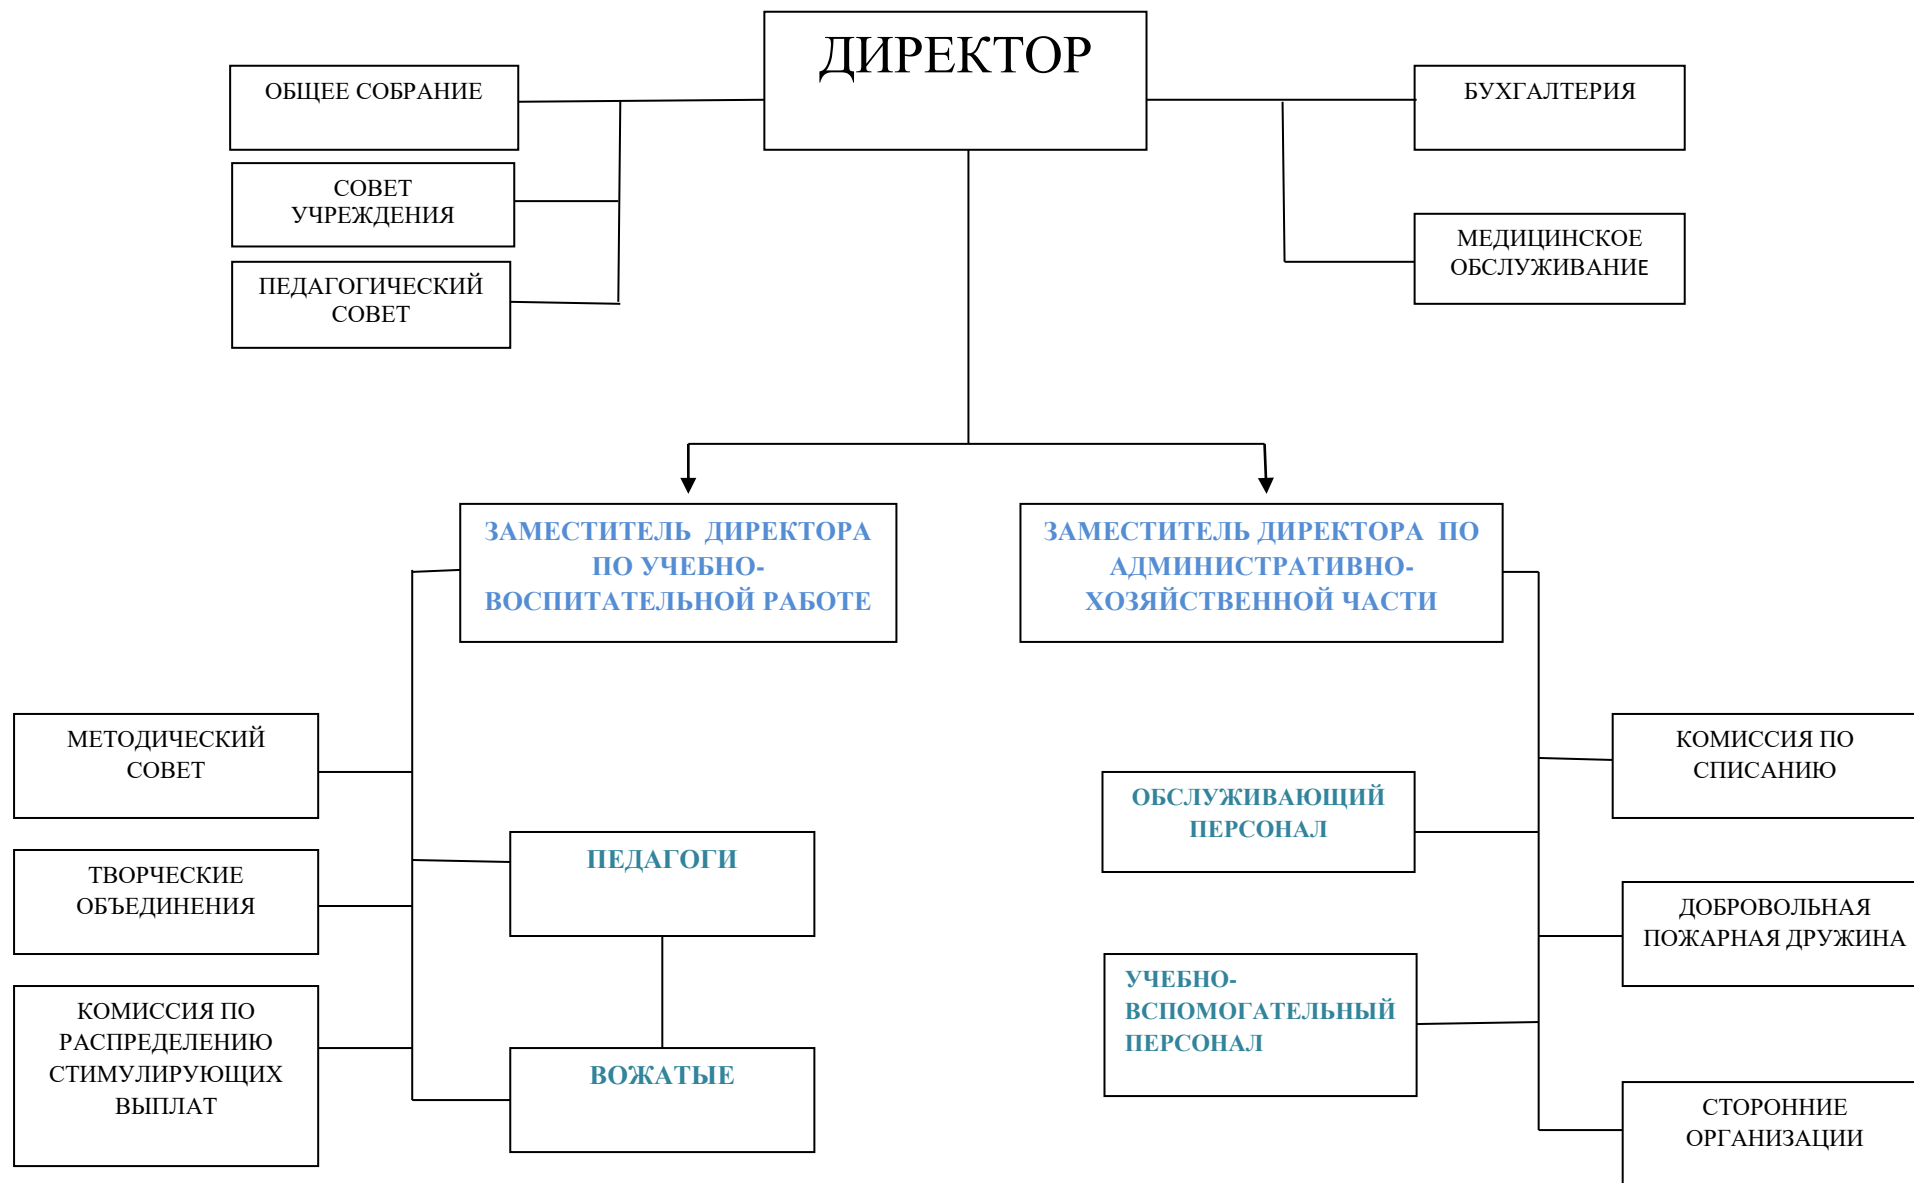 ДИРЕКТОР
ОБЩЕЕ СОБРАНИЕ
БУХГАЛТЕРИЯ
СОВЕТ
УЧРЕЖДЕНИЯ
ПЕДАГОГИЧЕСКИЙ
СОВЕТ
МЕДИЦИНСКОЕ
ОБСЛУЖИВАНИЕ
ЗАМЕСТИТЕЛЬ ДИРЕКТОРА
ПО УЧЕБНО-
ВОСПИТАТЕЛЬНОЙ РАБОТЕ
ЗАМЕСТИТЕЛЬ ДИРЕКТОРА ПО
АДМИНИСТРАТИВНО-
ХОЗЯЙСТВЕННОЙ ЧАСТИ
МЕТОДИЧЕСКИЙ
СОВЕТ
ТВОРЧЕСКИЕ
ОБЪЕДИНЕНИЯ
КОМИССИЯ ПО
РАСПРЕДЕЛЕНИЮ
СТИМУЛИРУЮЩИХ
ВЫПЛАТ
ПЕДАГОГИ
ВОЖАТЫЕ
ОБСЛУЖИВАЮЩИЙ
ПЕРСОНАЛ
УЧЕБНО-
ВСПОМОГАТЕЛЬНЫЙ
ПЕРСОНАЛ
КОМИССИЯ ПО
СПИСАНИЮ
ДОБРОВОЛЬНАЯ
ПОЖАРНАЯ ДРУЖИНА
СТОРОННИЕ
ОРГАНИЗАЦИИ